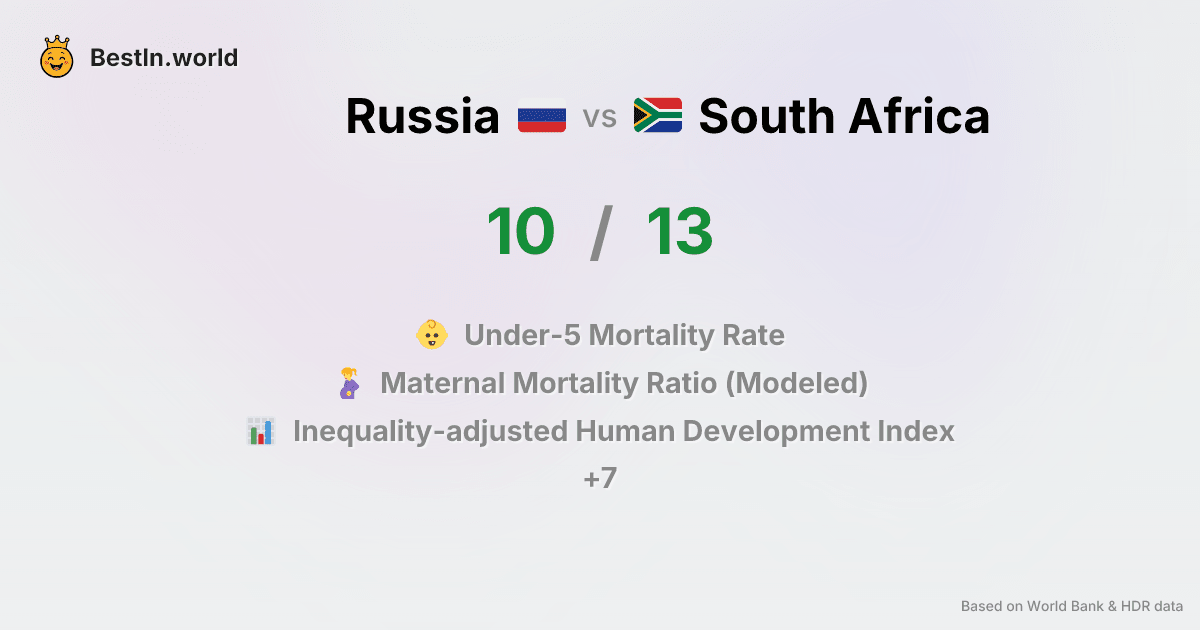 BestIn.world
Russia vs South Africa
10 / 13
Under-5 Mortality Rate
Maternal Mortality Ratio (Modeled)
Inequality-adjusted Human Development Index
+7
Based on World Bank & HDR data